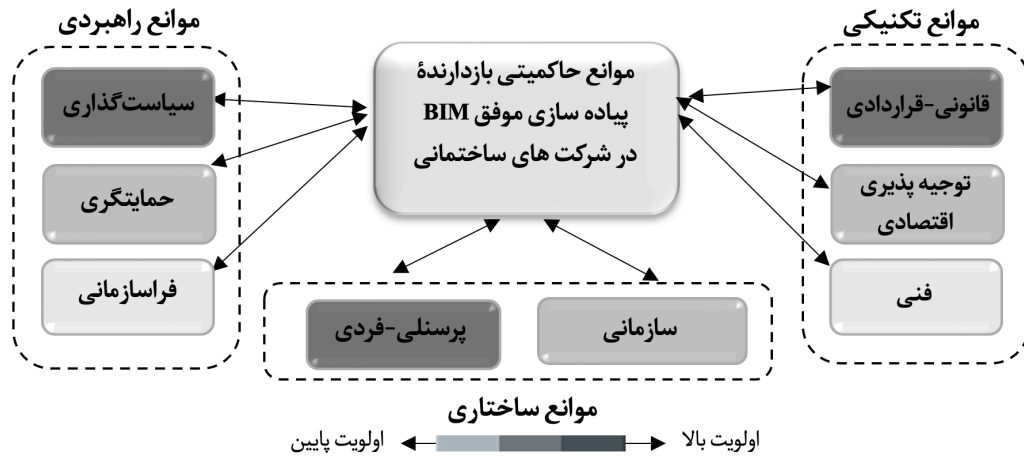 موانع تکنیکی
قانونی-قراردادی
توجیه پذیری
اقتصادی
فنی
موانع حاکمیتی بازدارندۀ
پیاده سازی موفق BIM
در شرکت های ساختمانی
موانع راهبردی
سیاست‌گذاری
حمایتگری
فراسازمانی
سازمانی
پرسنلی-فردی
موانع ساختاری
اولویت بالا
اولویت پایین